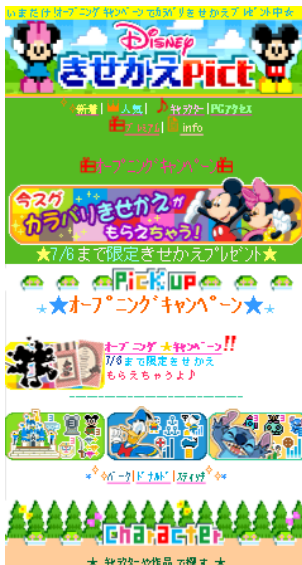 いまだけ!オープニングキャンペーンでカラバリきせかえプレゼント中☆
Disney
きせかえPict
新着|人気|♪キャラクター|PCアクセス
プレミアム|info
オープニングキャンペーン
今スグ
カラバリきせかえが
もらえちゃう!
★7/6まで限定きせかえプレゼント★
Pick up
★★オープニングキャンペーン★★
オープニング★キャンペーン!!
7/6まで限定きせかえ
もらえちゃうよ♪
パーク|ドナルド|スティッチ
Character
★ キャラクターや作品で探す ★